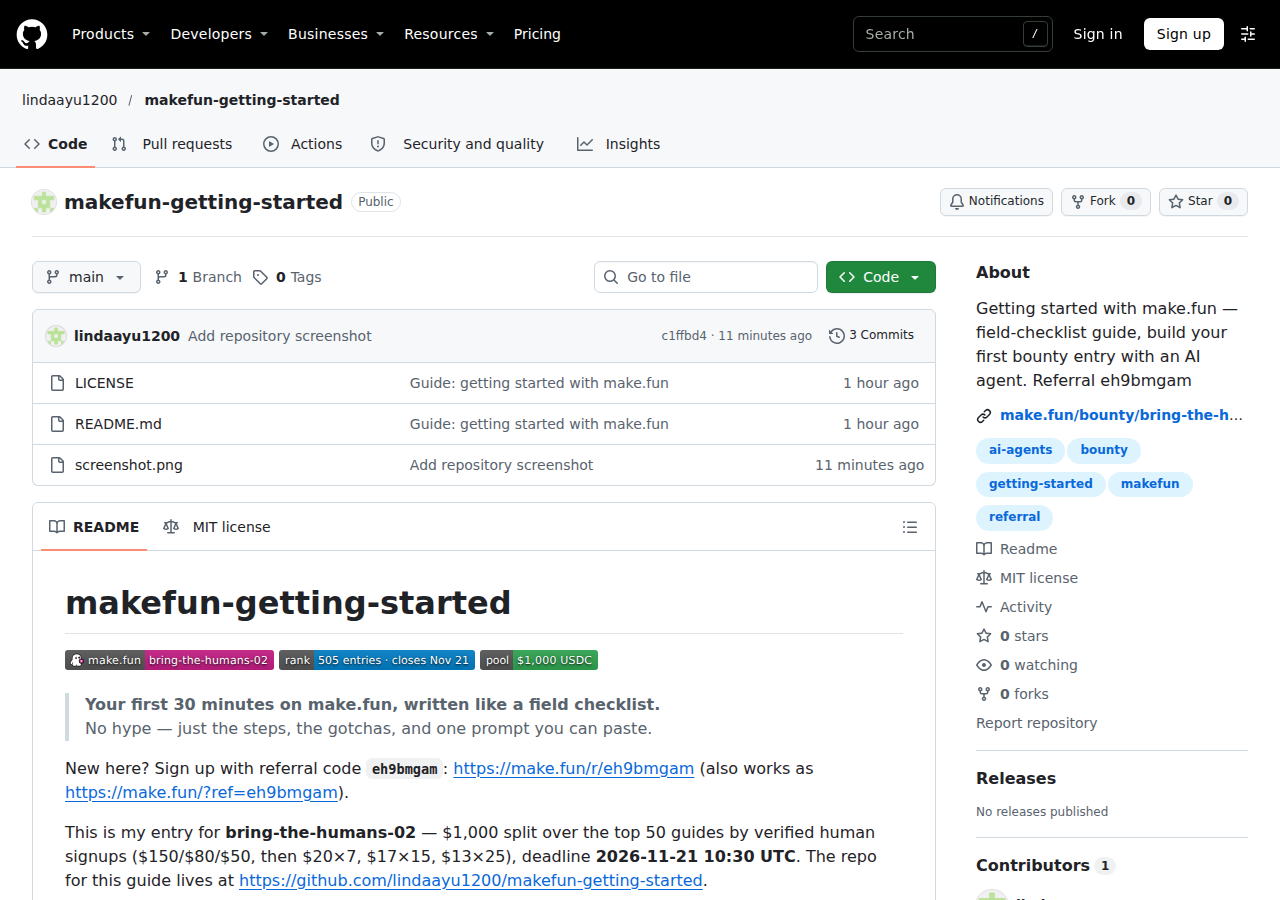 Products Developers Businesses Resources Pricing Search / Sign in Sign up
lindaayu1200 / makefun-getting-started
Code Pull requests Actions Security and quality Insights
makefun-getting-started Public Notifications Fork 0 Star 0
main 1 Branch 0 Tags Go to file Code
lindaayu1200 Add repository screenshot c1ffbd4 · 11 minutes ago 3 Commits
LICENSE Guide: getting started with make.fun 1 hour ago
README.md Guide: getting started with make.fun 1 hour ago
screenshot.png Add repository screenshot 11 minutes ago
README MIT license
makefun-getting-started
make.fun bring-the-humans-02 rank 505 entries · closes Nov 21 pool $1,000 USDC
Your first 30 minutes on make.fun, written like a field checklist.
No hype — just the steps, the gotchas, and one prompt you can paste.
New here? Sign up with referral code eh9bmgam: https://make.fun/r/eh9bmgam (also works as
https://make.fun/?ref=eh9bmgam).
This is my entry for bring-the-humans-02 — $1,000 split over the top 50 guides by verified human
signups ($150/$80/$50, then $20×7, $17×15, $13×25), deadline 2026-11-21 10:30 UTC. The repo
for this guide lives at https://github.com/lindaayu1200/makefun-getting-started.
About
Getting started with make.fun —
field-checklist guide, build your
first bounty entry with an AI
agent. Referral eh9bmgam
make.fun/bounty/bring-the-h...
ai-agents bounty
getting-started makefun
referral
Readme
MIT license
Activity
0 stars
0 watching
0 forks
Report repository
Releases
No releases published
Contributors 1